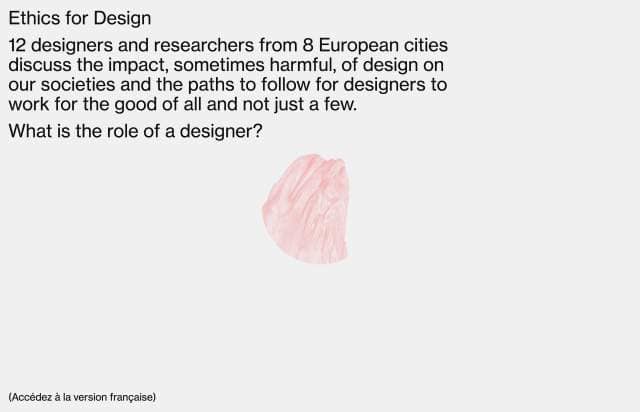 Ethics for Design
12 designers and researchers from 8 European cities
discuss the impact, sometimes harmful, of design on
our societies and the paths to follow for designers to
work for the good of all and not just a few.
What is the role of a designer?
(Accédez à la version française)